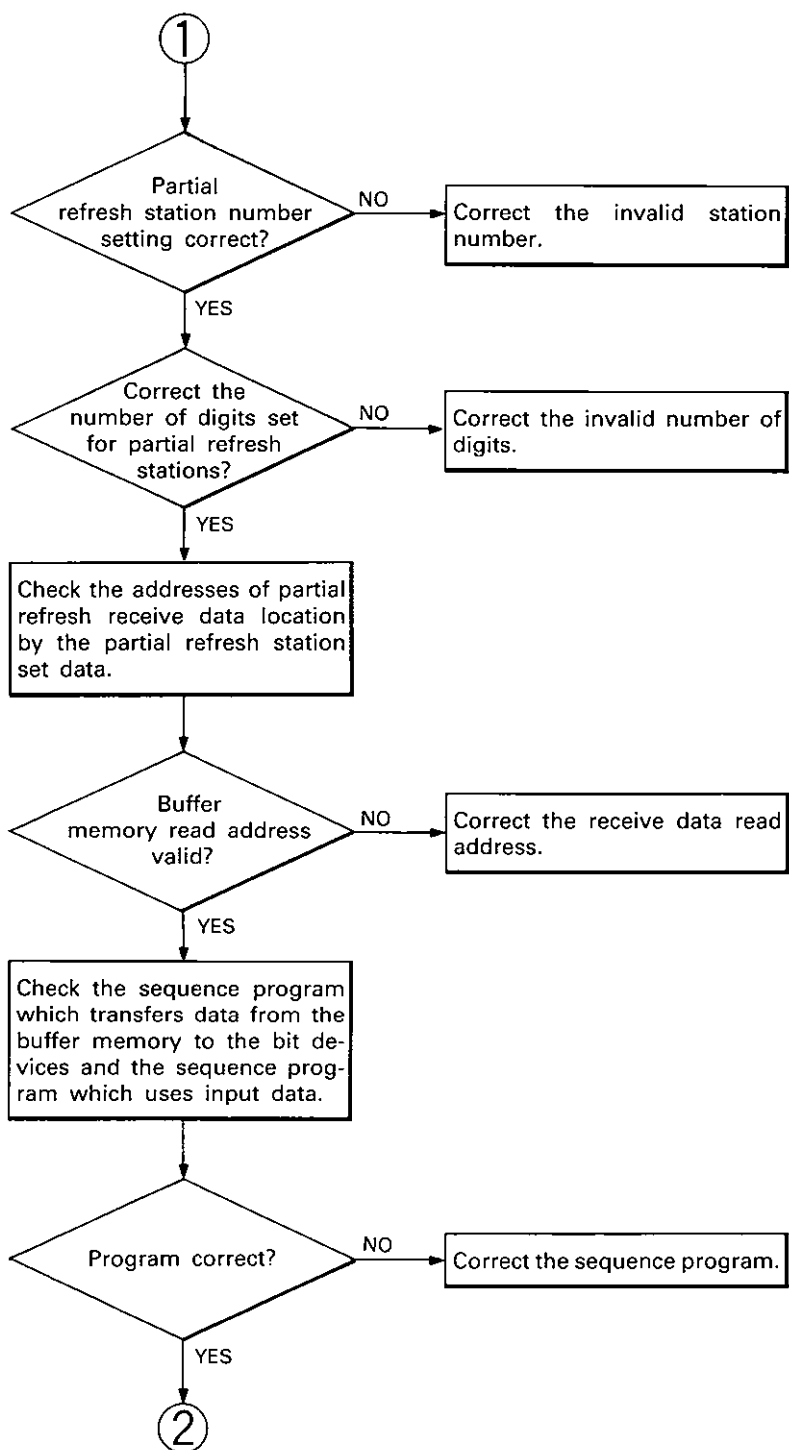 1
Partial
refresh station number
setting correct?
NO
Correct the invalid station
number.
YES
Correct the
number of digits set
for partial refresh
stations?
NO
Correct the invalid number of
digits.
YES
Check the addresses of partial
refresh receive data location
by the partial refresh station
set data.
Buffer
memory read address
valid?
NO
Correct the receive data read
address.
YES
Check the sequence program
which transfers data from the
buffer memory to the bit de-
vices and the sequence prog-
ram which uses input data.
Program correct?
NO
Correct the sequence program.
YES
2